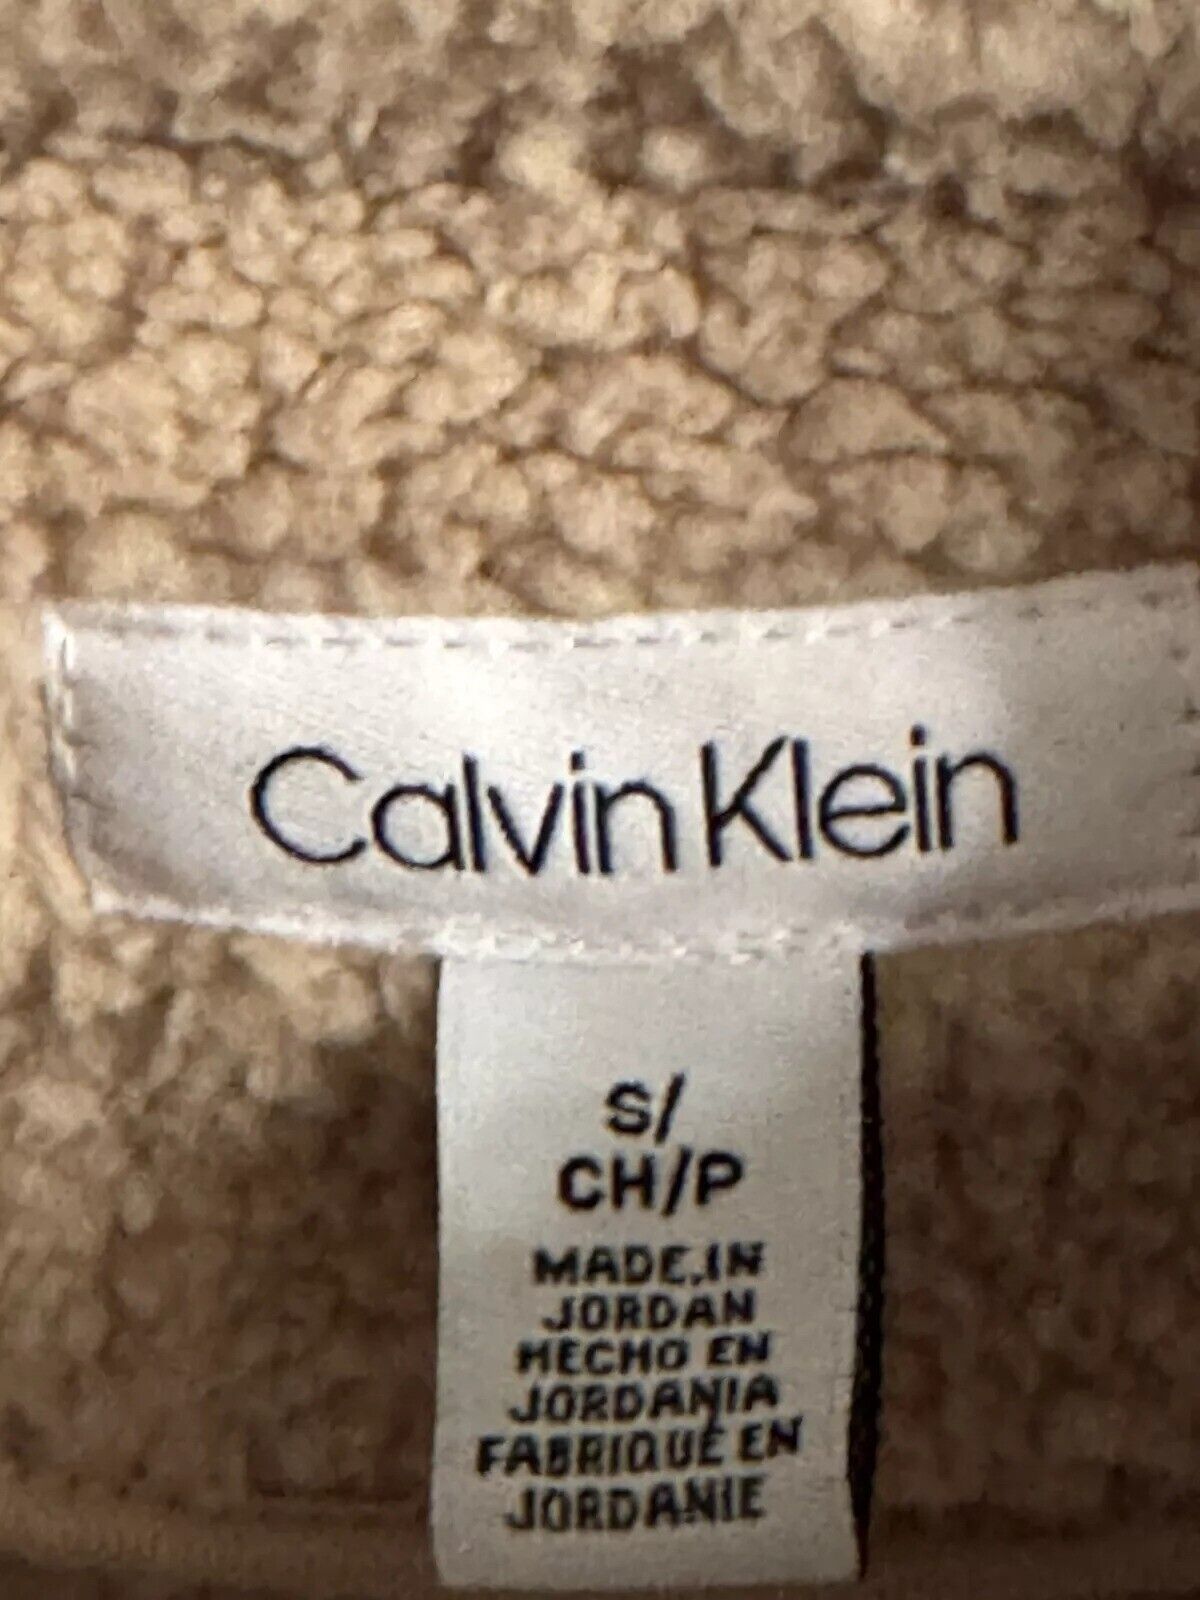 Calvin Klein
S/
CH/P
MADE IN
JORDAN
HECHO EN
JORDANIA
FABRIQUÉ EN
JORDANIE